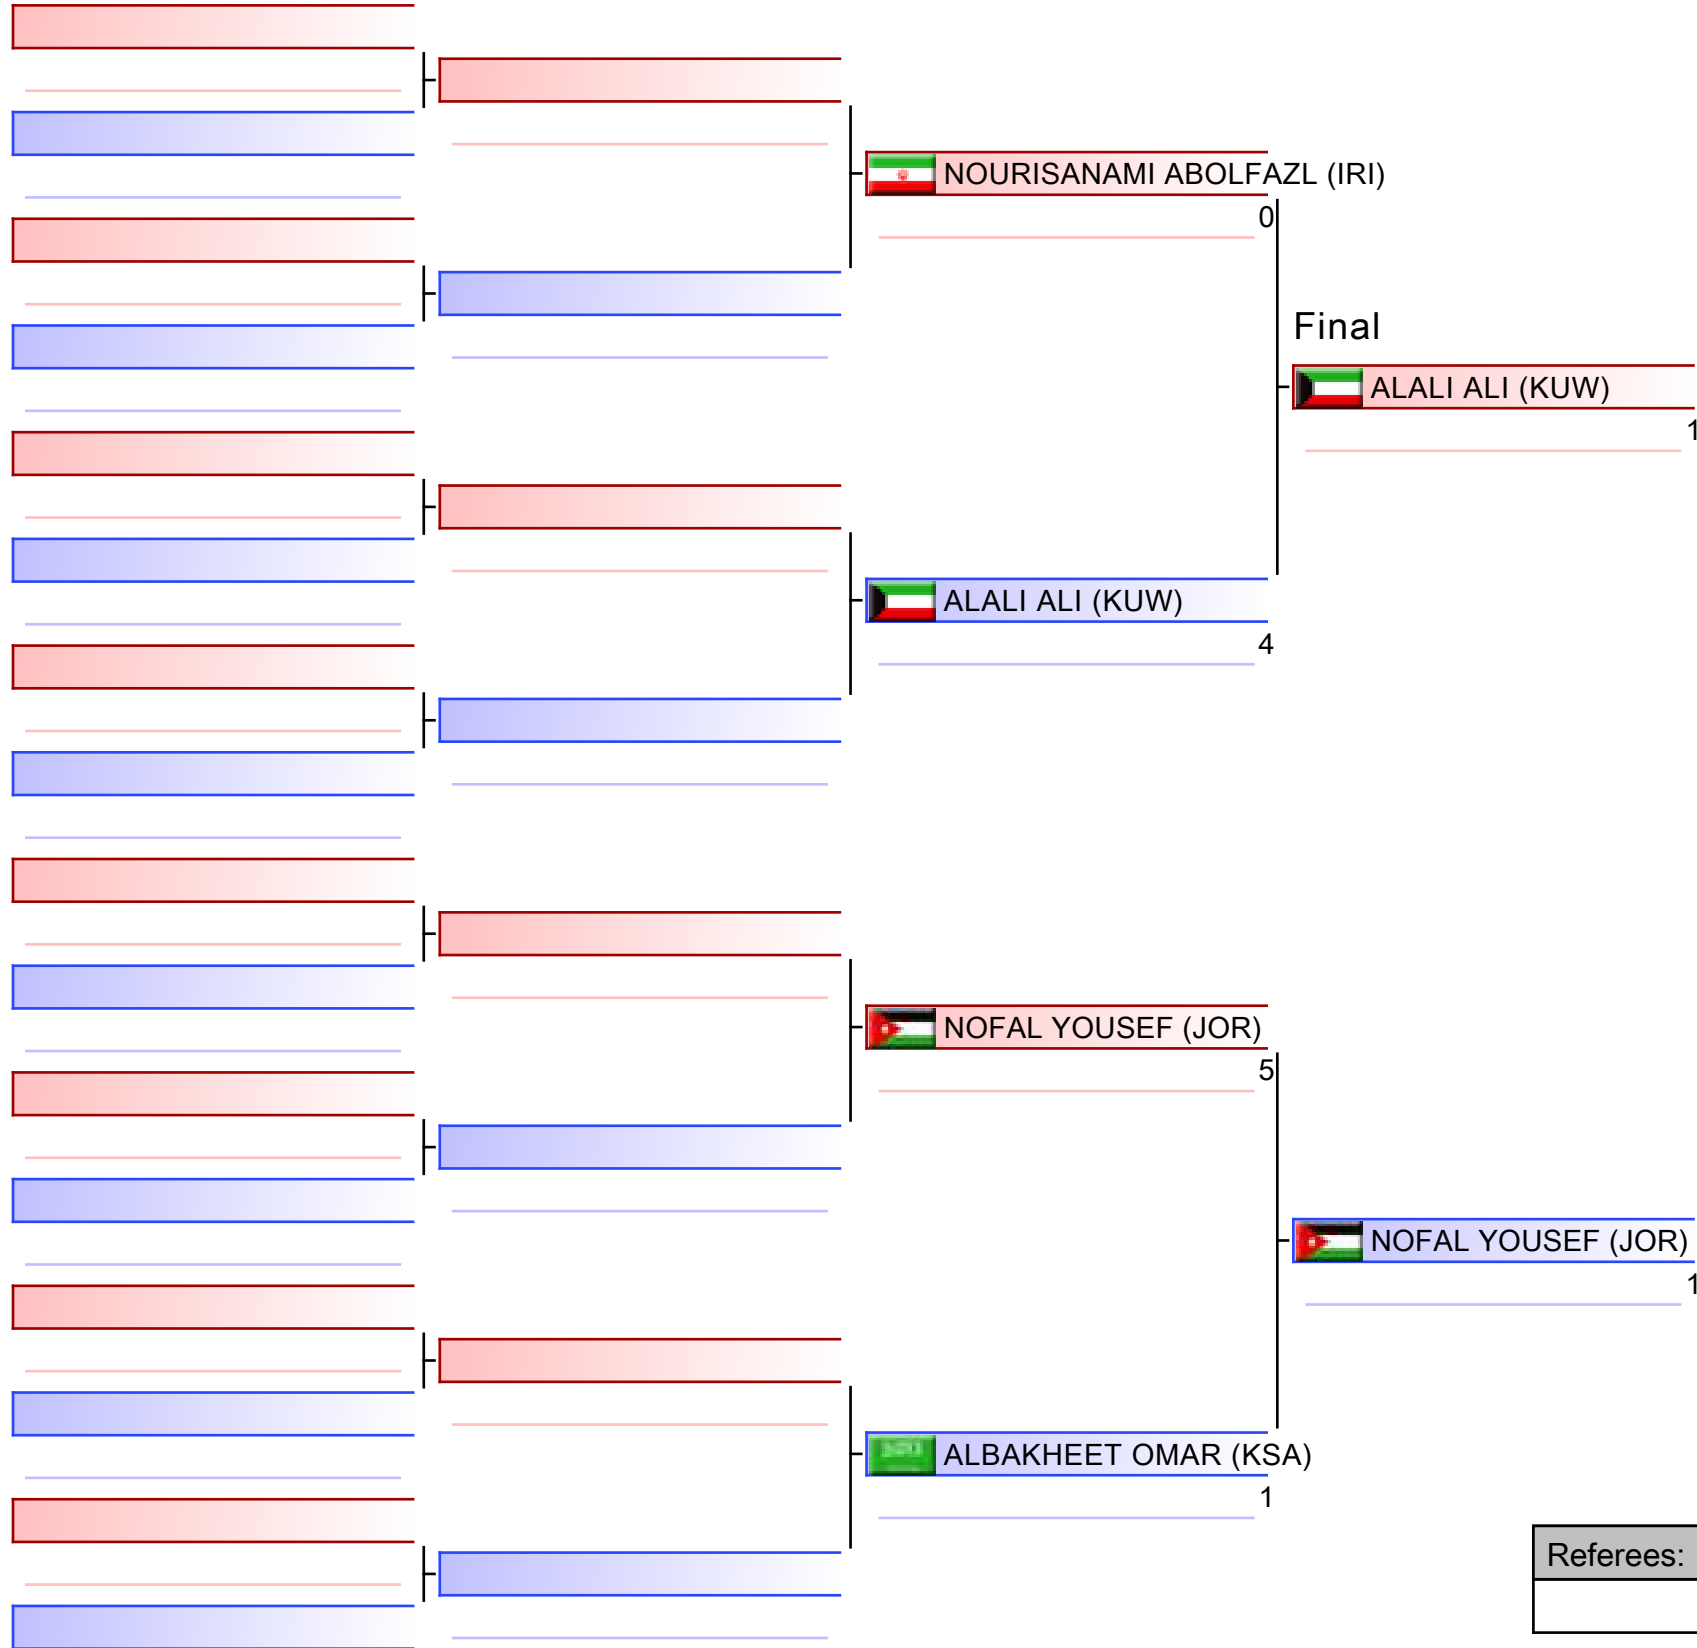 NOURISANAMI ABOLFAZL (IRI)
0
Final
ALALI ALI (KUW)
1
ALALI ALI (KUW)
4
NOFAL YOUSEF (JOR)
5
NOFAL YOUSEF (JOR)
1
ALBAKHEET OMAR (KSA)
1
Referees: